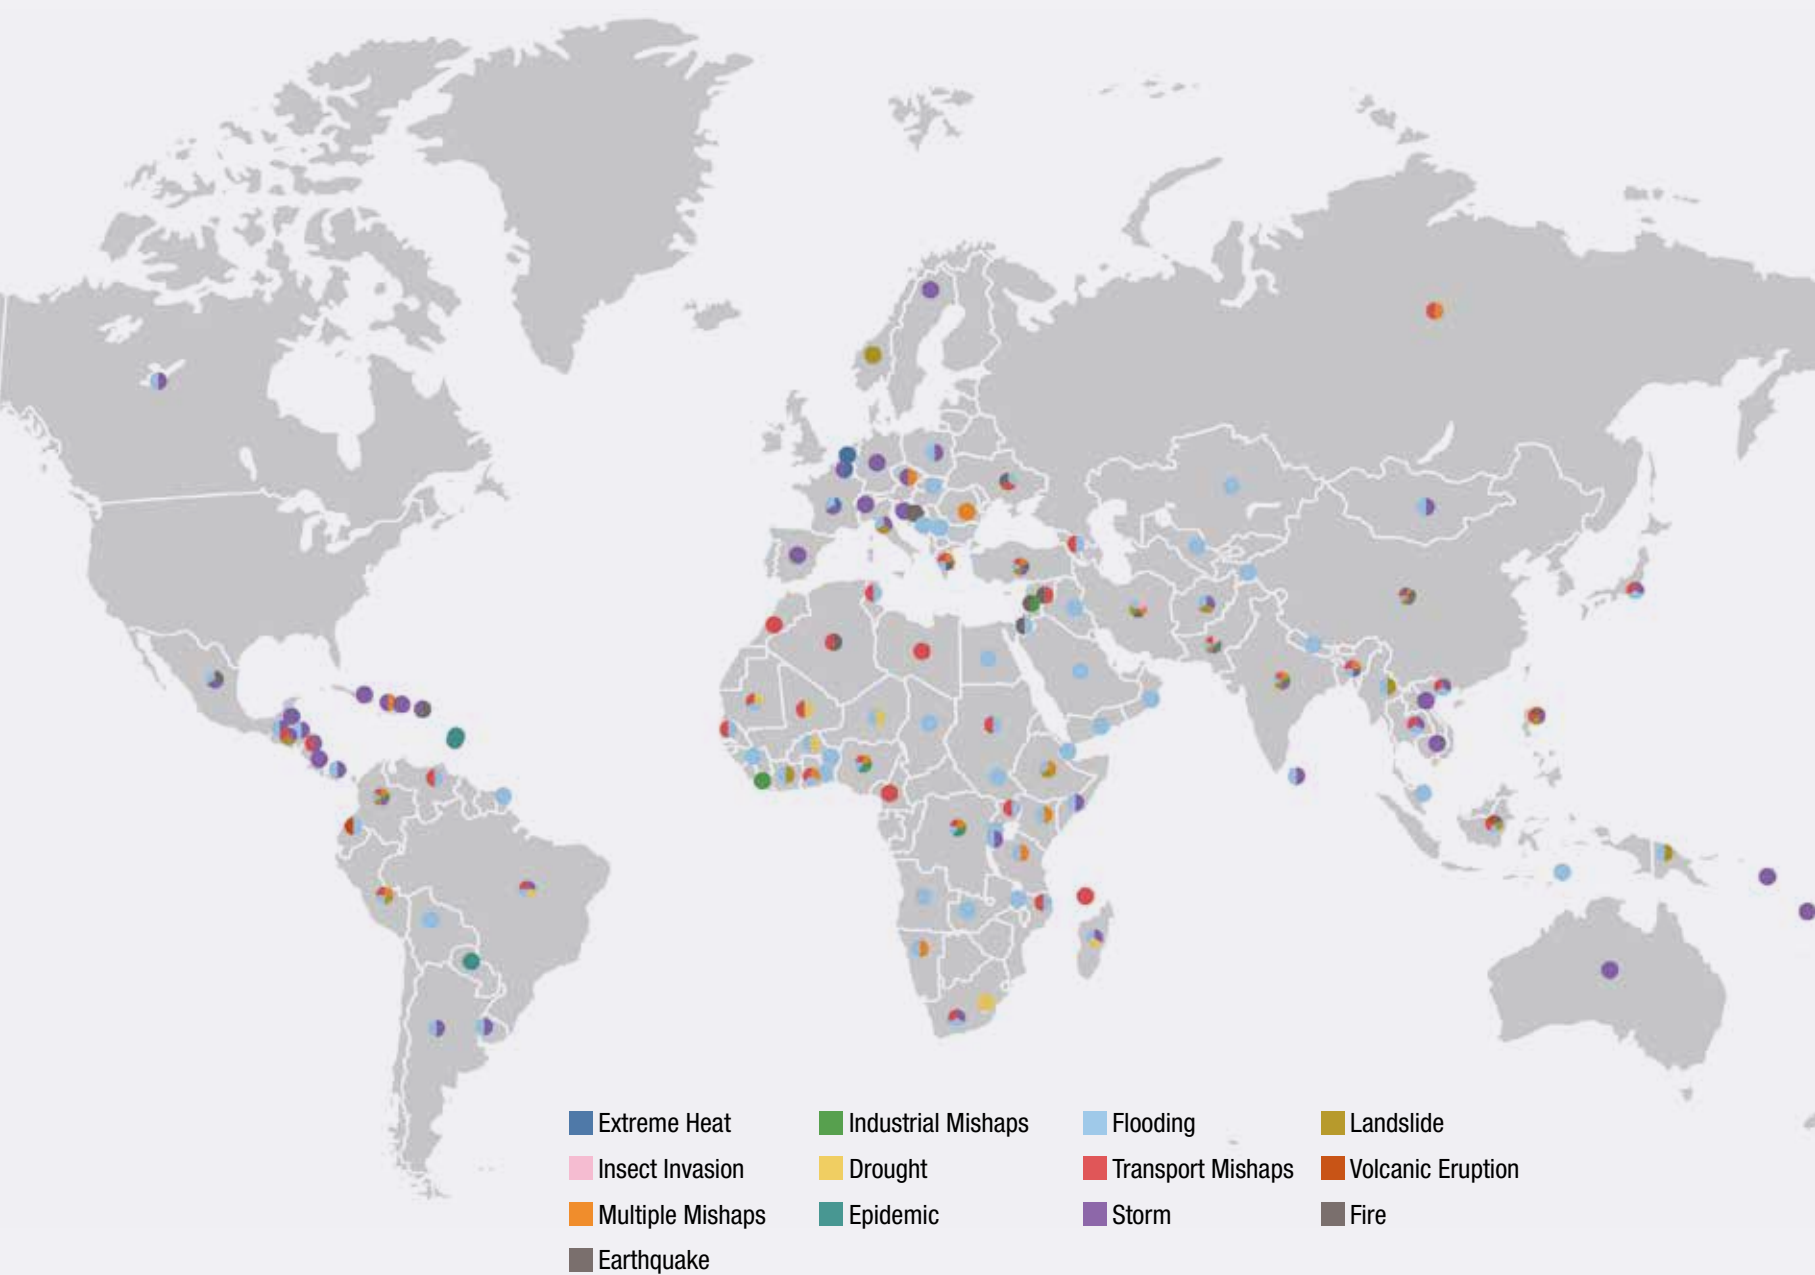 Extreme Heat
Industrial Mishaps
Flooding
Landslide
Insect Invasion
Drought
Transport Mishaps
Volcanic Eruption
Multiple Mishaps
Epidemic
Storm
Fire
Earthquake